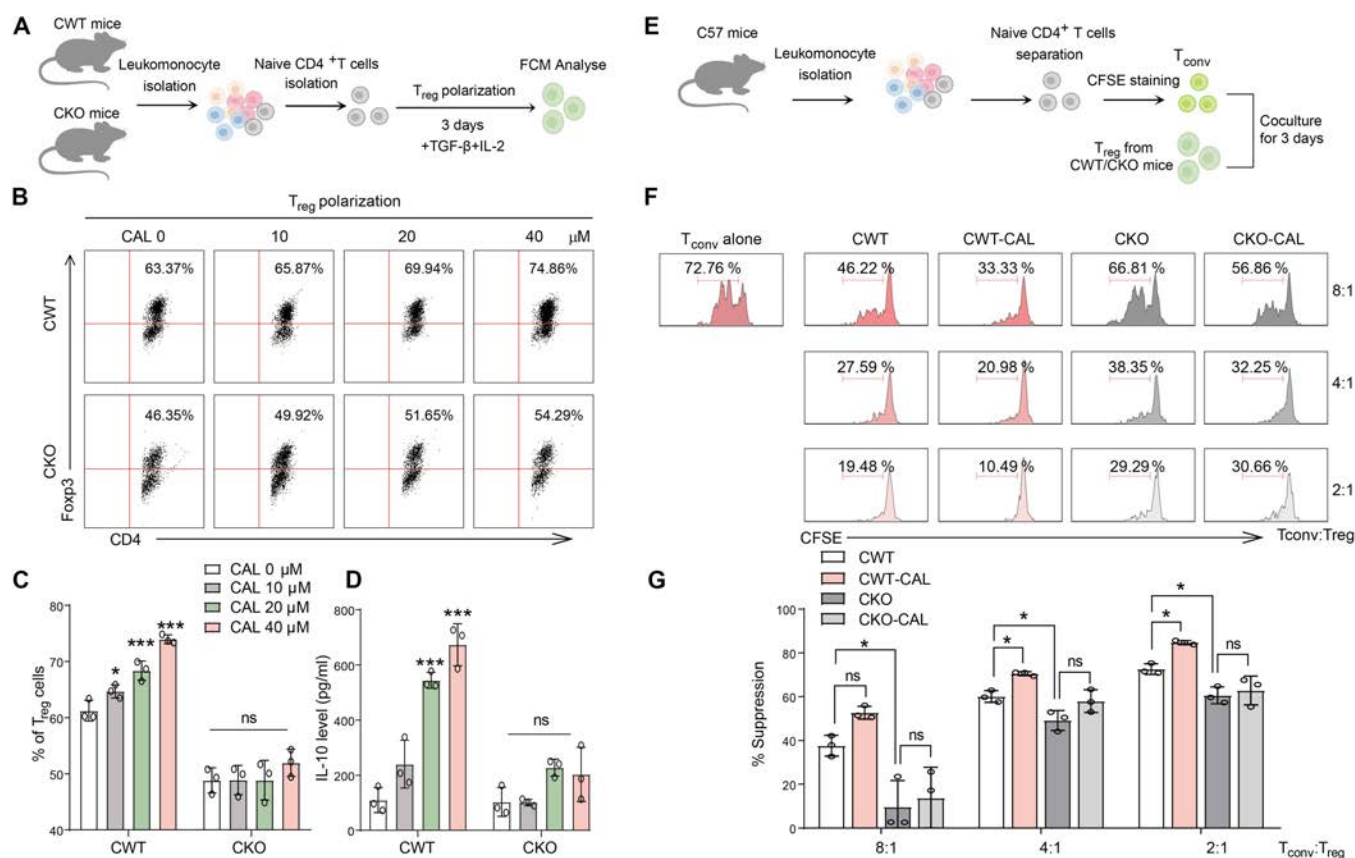 A
CWT mice
CKO mice
Leukomonocyte
isolation
Naive CD4 +T cells
isolation
Treg polarization
3 days
+TGF-β+IL-2
FCM Analyse
E
C57 mice
Leukomonocyte
isolation
Naive CD4+ T cells
separation
CFSE staining
Tconv
Treg from
CWT/CKO mice
Coculture
for 3 days
B
Treg polarization
CAL 0 10 20 40 μM
CWT
63.37% 65.87% 69.94% 74.86%
CKO
46.35% 49.92% 51.65% 54.29%
Foxp3
CD4
F
Tconv alone CWT CWT-CAL CKO CKO-CAL
72.76 % 46.22 % 33.33 % 66.81 % 56.86 % 8:1
27.59 % 20.98 % 38.35 % 32.25 % 4:1
19.48 % 10.49 % 29.29 % 30.66 % 2:1
CFSE Tconv:Treg
C
CAL 0 μM
CAL 10 μM
CAL 20 μM
CAL 40 μM
% of Treg cells
80
70
60
50
40
* *** ***
ns
CWT CKO
D
IL-10 level (pg/ml)
800
600
400
200
0
*** ***
ns
CWT CKO
G
CWT
CWT-CAL
CKO
CKO-CAL
% Suppression
100
80
60
40
20
0
ns * ns
* * ns
* * ns
8:1 4:1 2:1 Tconv:Treg